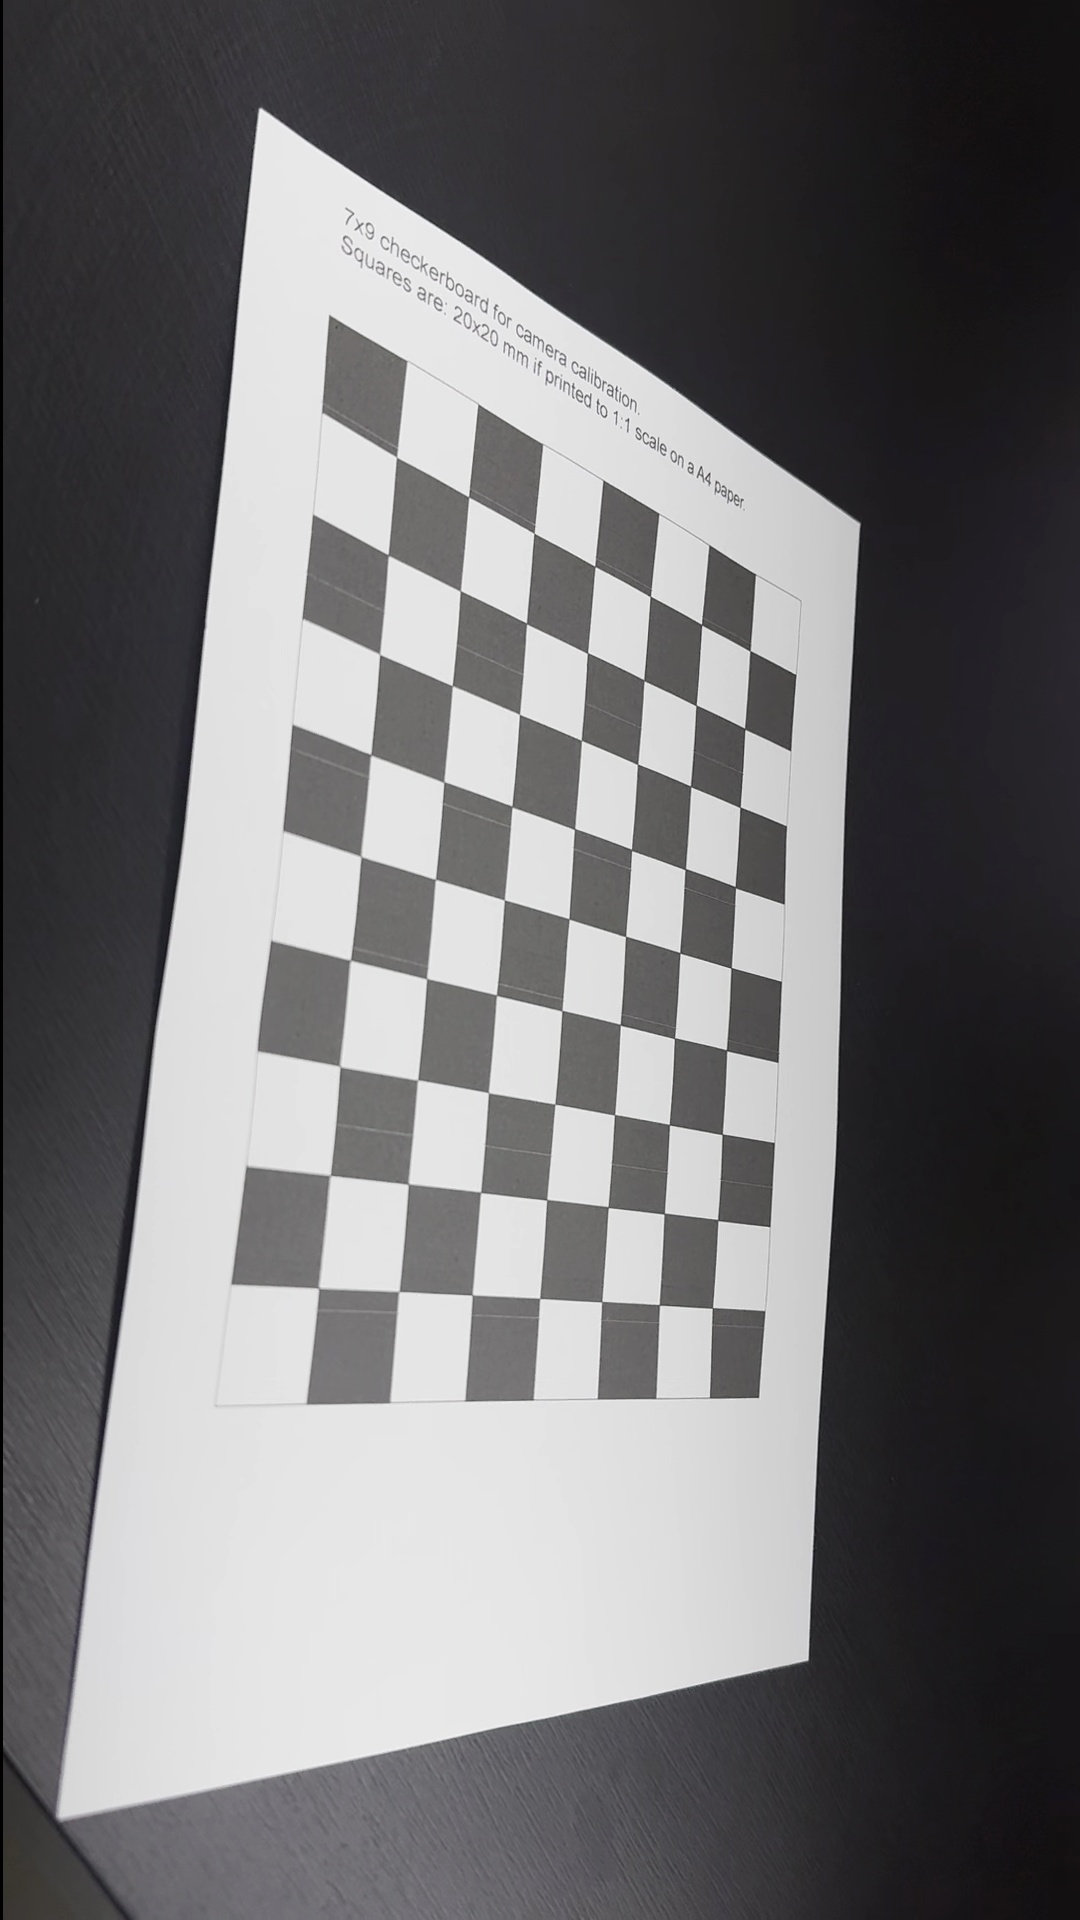 7x9 checkerboard for camera calibration.
Squares are: 20x20 mm if printed to 1:1 scale on a A4 paper.